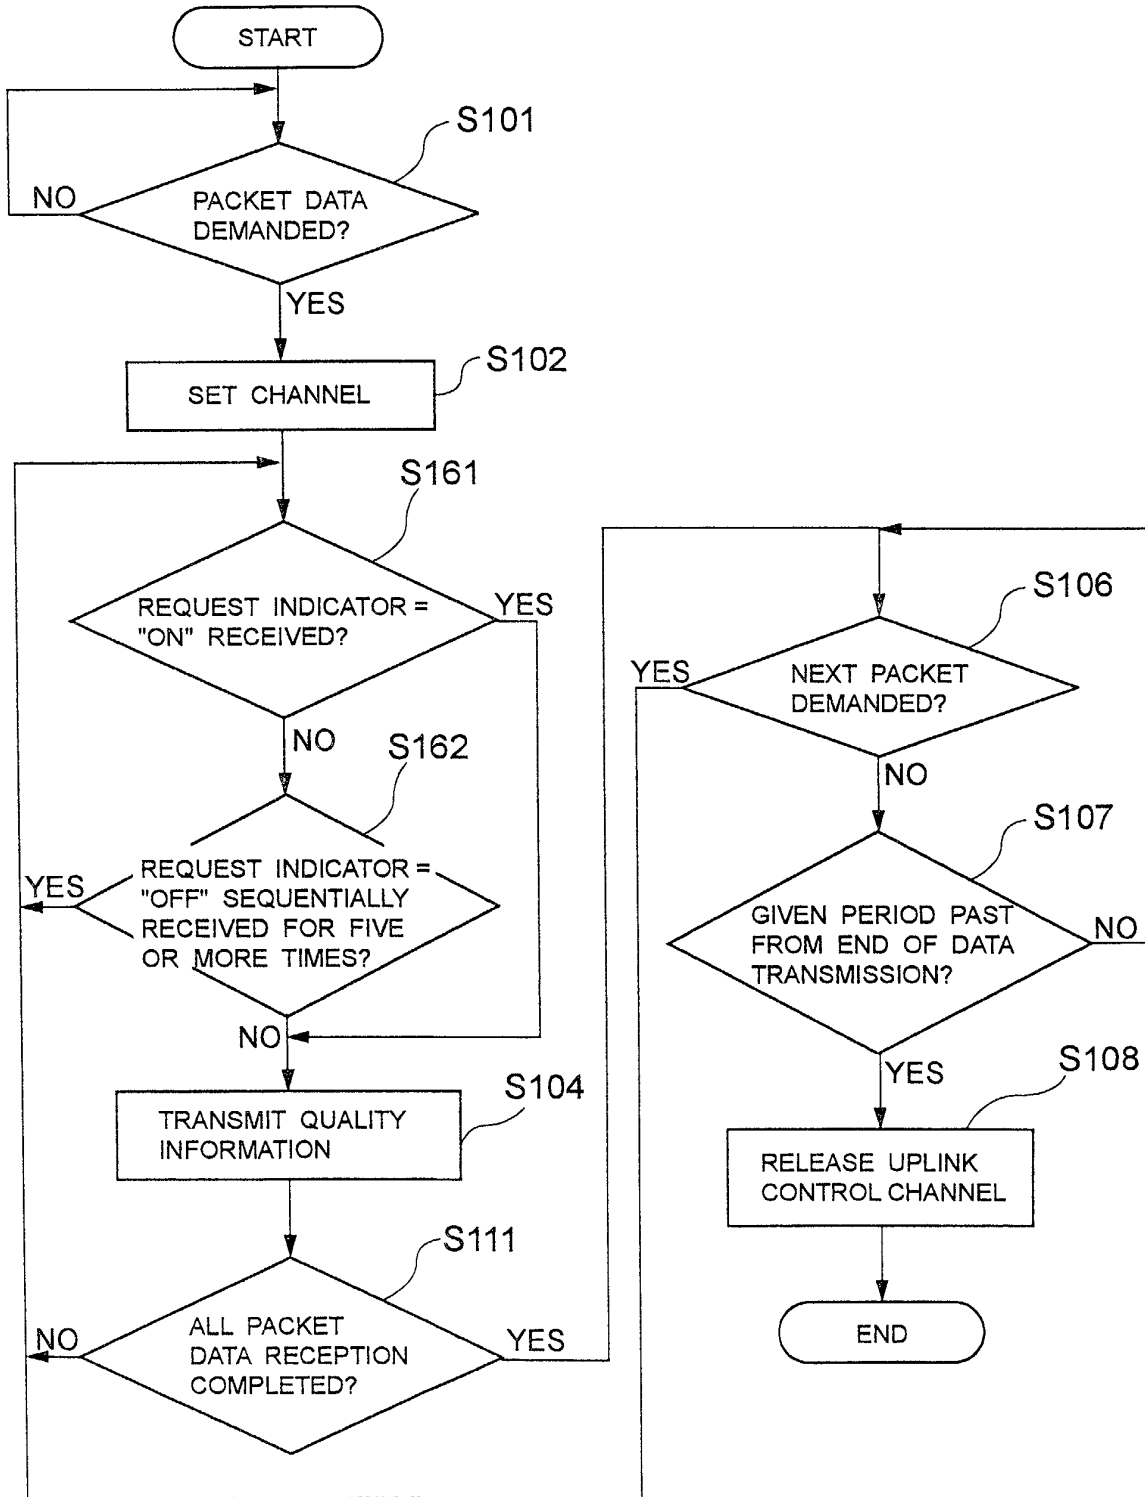 START
S101
NO
PACKET DATA
DEMANDED?
YES
S102
SET CHANNEL
S161
REQUEST INDICATOR =
"ON" RECEIVED?
YES
NO
S162
REQUEST INDICATOR =
"OFF" SEQUENTIALLY
RECEIVED FOR FIVE
OR MORE TIMES?
YES
NO
S104
TRANSMIT QUALITY
INFORMATION
S111
ALL PACKET
DATA RECEPTION
COMPLETED?
NO
YES
S106
NEXT PACKET
DEMANDED?
YES
NO
S107
GIVEN PERIOD PAST
FROM END OF DATA
TRANSMISSION?
NO
YES
S108
RELEASE UPLINK
CONTROL CHANNEL
END